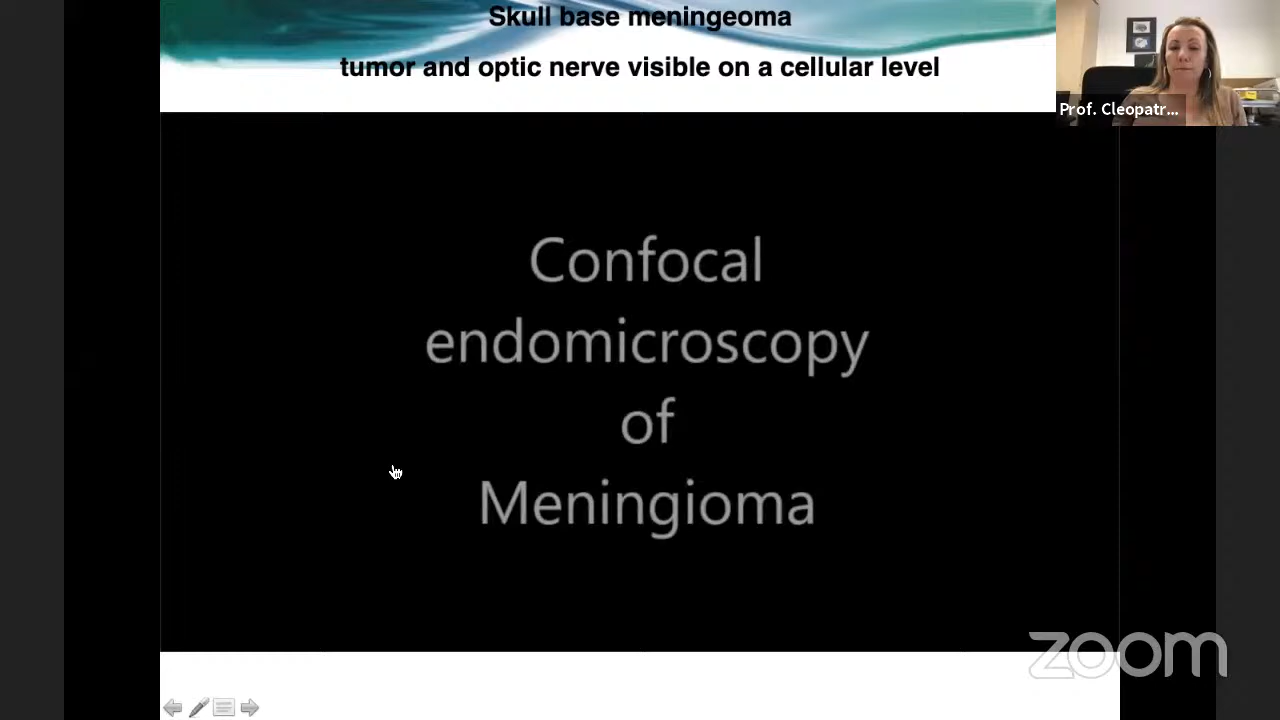 Skull base meningeoma
tumor and optic nerve visible on a cellular level
Prof. Cleopatr...
Confocal
endomicroscopy
of
Meningioma
zoom